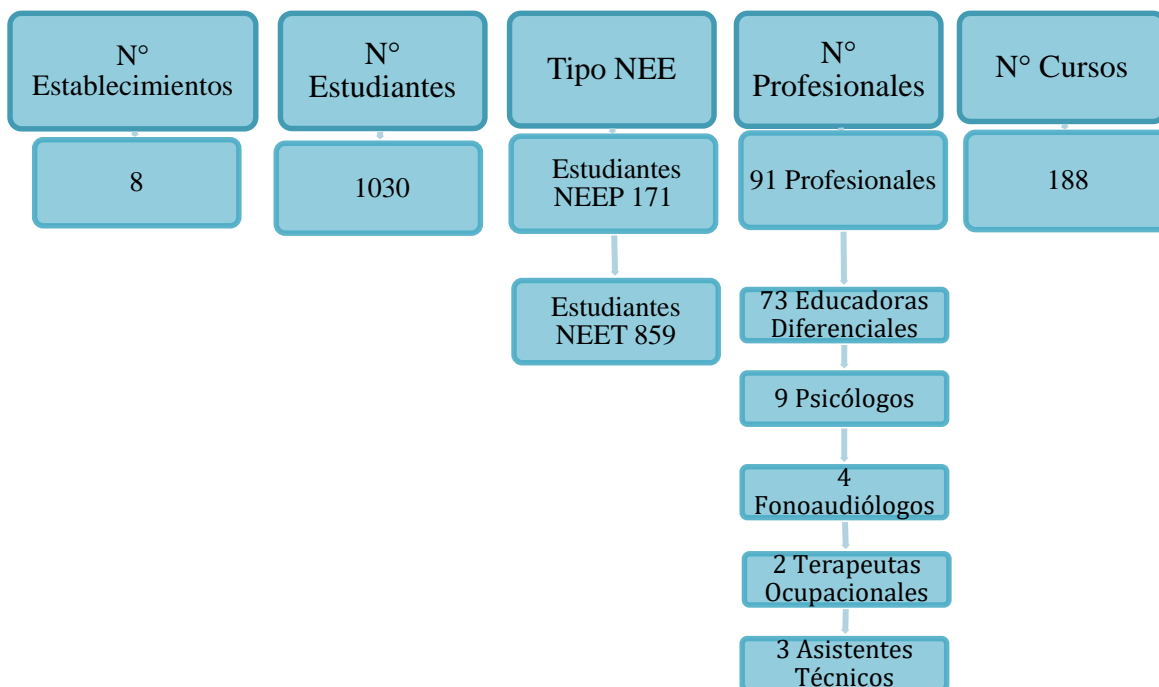 N°
Establecimientos
8
N°
Estudiantes
1030
Tipo NEE
Estudiantes
NEEP 171
Estudiantes
NEET 859
N°
Profesionales
91 Profesionales
73 Educadoras
Diferenciales
9 Psicólogos
4
Fonoaudiólogos
2 Terapeutas
Ocupacionales
3 Asistentes
Técnicos
N° Cursos
188